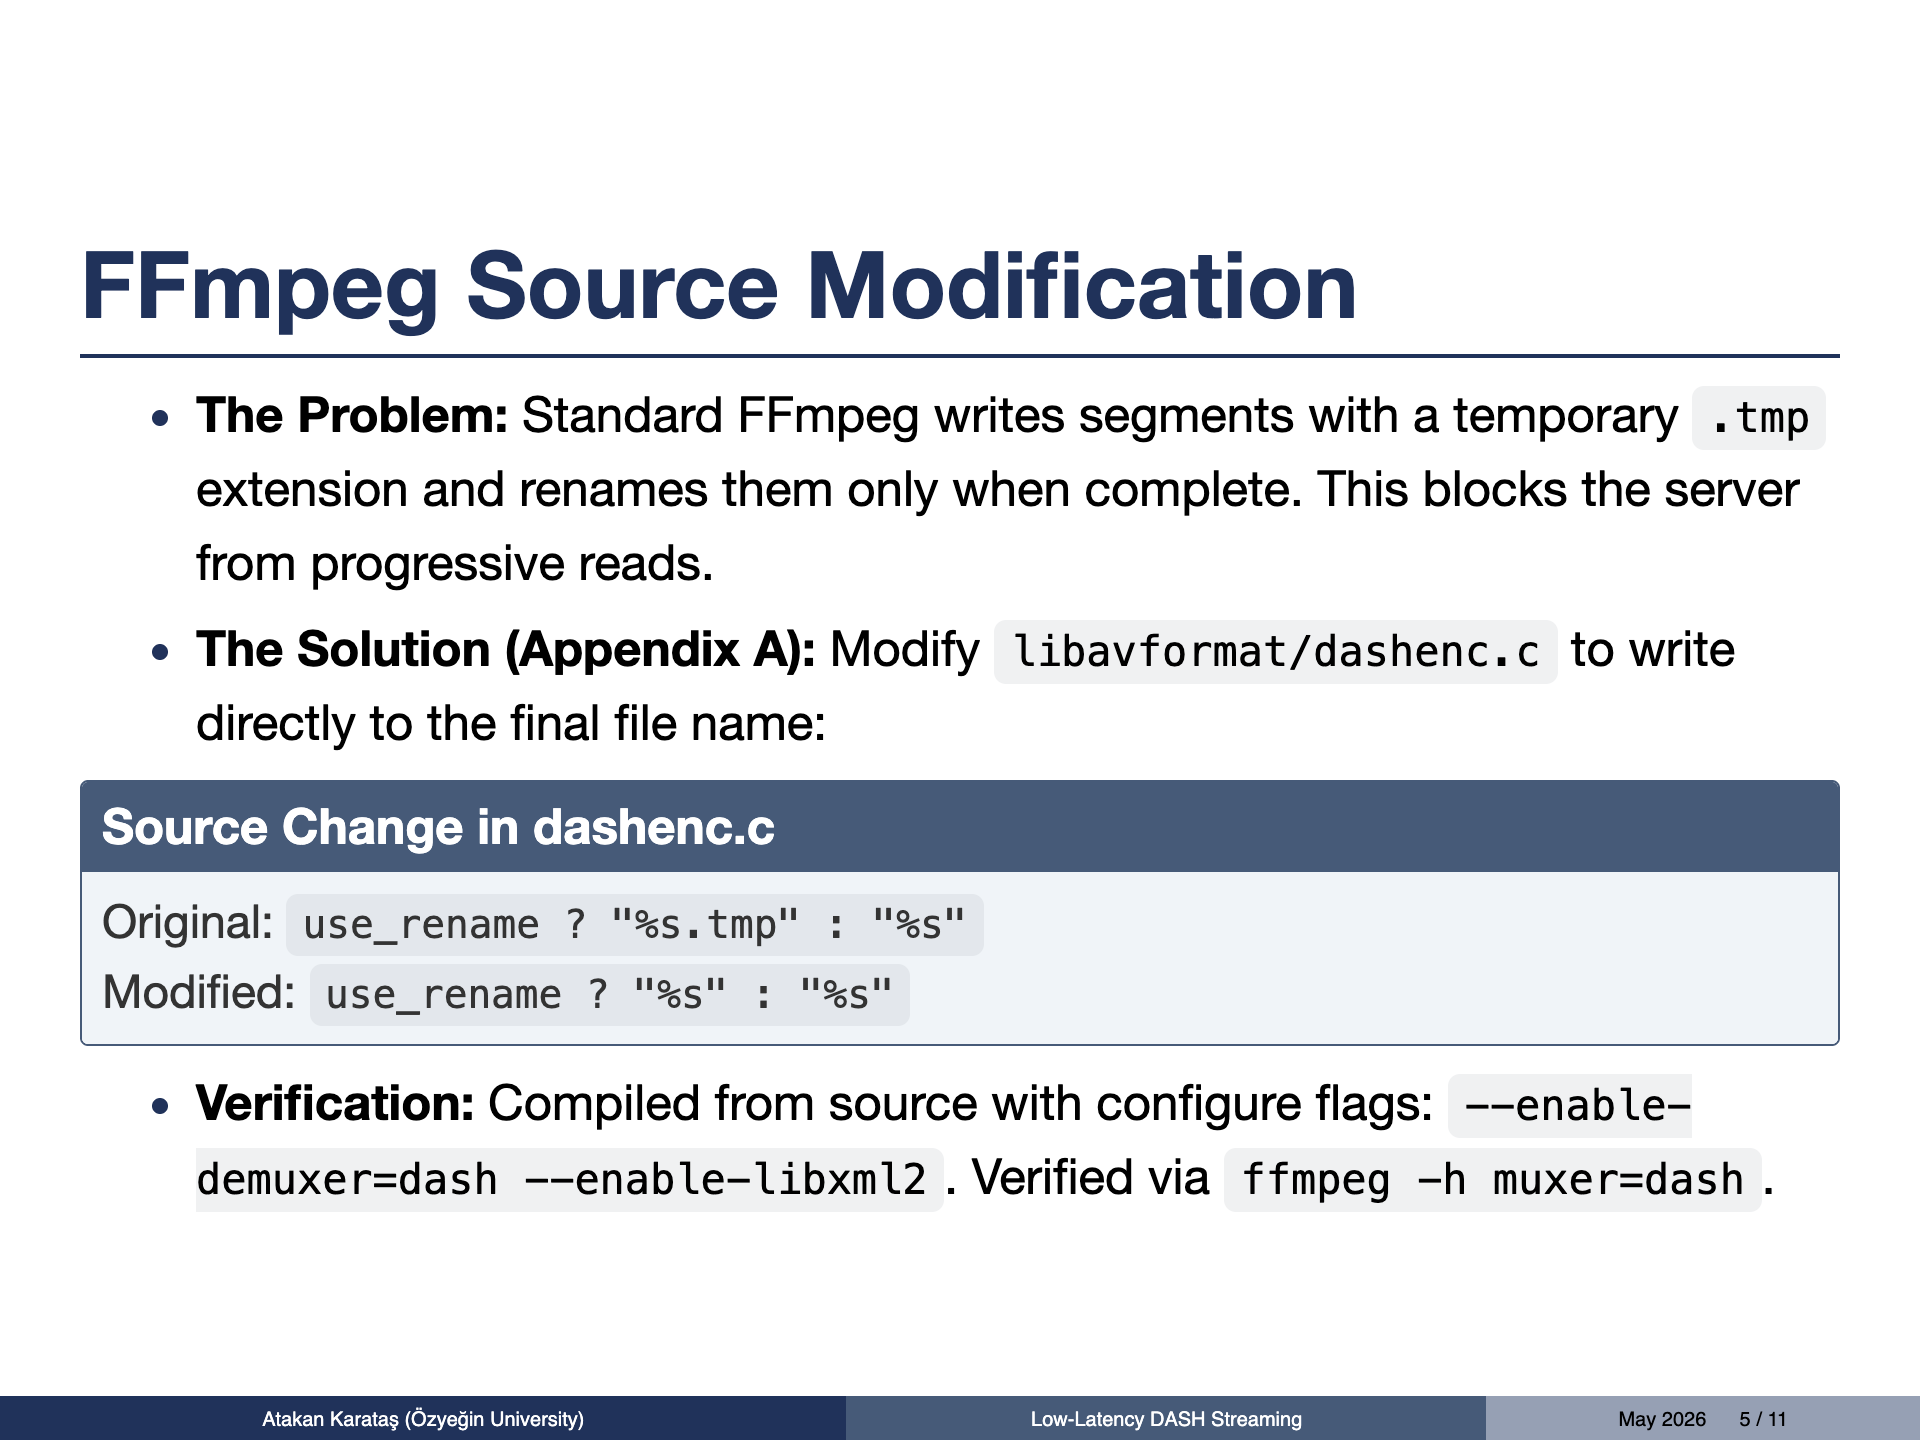 FFmpeg Source Modification
• The Problem: Standard FFmpeg writes segments with a temporary .tmp
extension and renames them only when complete. This blocks the server
from progressive reads.
• The Solution (Appendix A): Modify libavformat/dashenc.c to write
directly to the final file name:
Source Change in dashenc.c
Original: use_rename ? "%s.tmp" : "%s"
Modified: use_rename ? "%s" : "%s"
• Verification: Compiled from source with configure flags: --enable-
demuxer=dash --enable-libxml2. Verified via ffmpeg -h muxer=dash.
Atakan Karataş (Özyeğin University) Low-Latency DASH Streaming May 2026 5 / 11